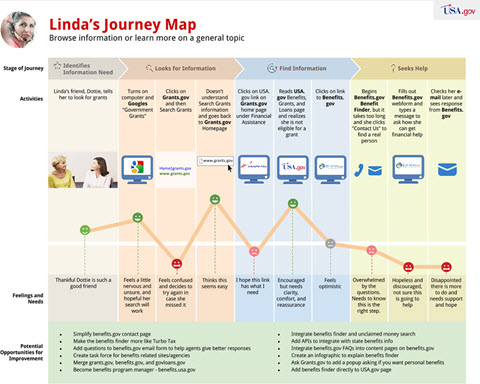 Linda's Journey Map
Browse information or learn more on a general topic
USA.gov
Stage of Journey
Identifies
Information Need
Looks for Information
Find Information
Seeks Help
Activities
Linda's friend, Dottie, tells
her to look for grants
Turns on
computer and
Googles
"Government
Grants"
Clicks on
Grants.gov
and then
Search Grants
Doesn't
understand
Search Grants
information
and goes back
to Grants.gov
Homepage
Clicks on USA.
gov link on
Grants.gov
home page
under Financial
Assistance
Reads USA.
gov Benefits,
Grants, and
Loans page and
realizes she is
not eligible for a
grant
Clicks on link
to Benefits.
gov
Begins
Benefits.gov
Benefit
Finder, but it
takes too long
and she clicks
"Contact Us" to
find a real
person
Fills out
Benefits.gov
webform and
types a
message to ask
how she can
get financial
help
Checks her e-
mail later and
sees response
from Benefits.
gov
Home|grants.gov
www.grants.gov
www.grants.gov
USA.gov
Feelings and
Needs
Thankful Dottie is such
a good friend
Feels a little
nervous and
unsure, and
hopeful her
search will
work
Feels confused
and decides to
try again in
case she
missed it
Thinks this
seems easy
I hope this link
has what I
need
Encouraged
but needs
clarity,
comfort, and
reassurance
Feels
optimistic
Overwhelmed
by the
questions.
Needs to know
this is the right
step.
Hopeless and
discouraged,
not sure this
is going to
help
Disappointed
there is more
to do and
needs support
and hope
Potential
Opportunities for
Improvement
• Simplify benefits.gov contact page
• Make the benefits finder more like Turbo Tax
• Add questions to benefits.gov email form to help agents give better responses
• Create task force for benefits related sites/agencies
• Merge grants.gov, benefits.gov, and govloans.gov
• Become benefits program manager - benefits.usa.gov
• Integrate benefits finder and unclaimed money search
• Add APIs to integrate with state benefits info
• Integrate benefits.gov FAQs into content pages on benefits.gov
• Create an infographic to explain benefits finder
• Ask Grants.gov to add a popup asking if you want personal benefits
• Add benefits finder directly to USA.gov page